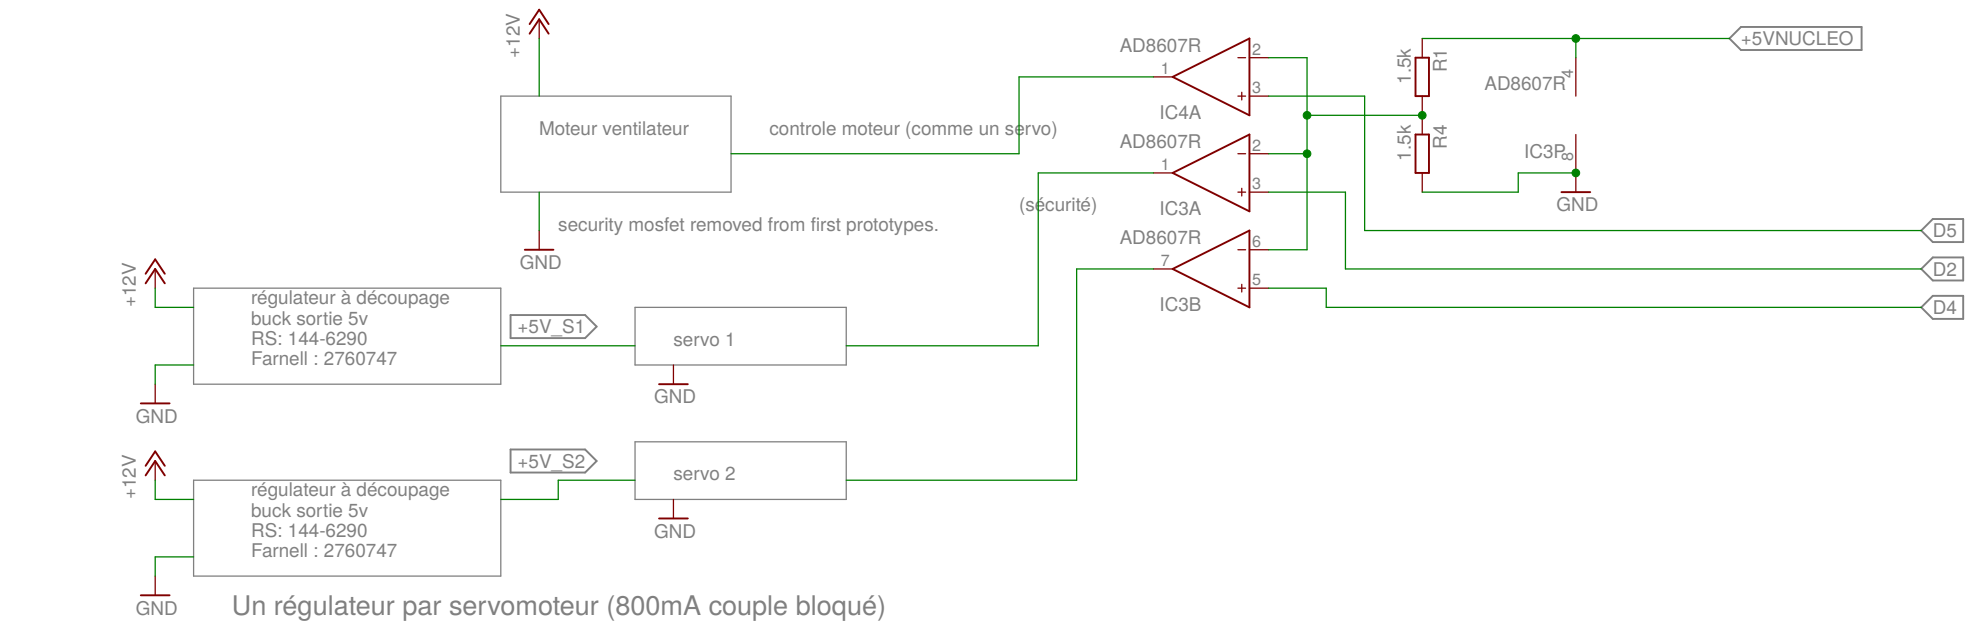 +12V
Moteur ventilateur
controle moteur (comme un servo)
security mosfet removed from first prototypes.
GND
AD8607R
2
3
1
IC4A
AD8607R
2
3
1
IC3A
(sécurité)
AD8607R
6
5
7
IC3B
1.5k
R1
1.5k
R4
AD8607R
4
IC3P
8
GND
+5VNUCLEO
D5
D2
D4
+12V
régulateur à découpage
buck sortie 5v
RS: 144-6290
Farnell : 2760747
GND
+5V_S1
servo 1
GND
+12V
régulateur à découpage
buck sortie 5v
RS: 144-6290
Farnell : 2760747
GND
+5V_S2
servo 2
GND
Un régulateur par servomoteur (800mA couple bloqué)